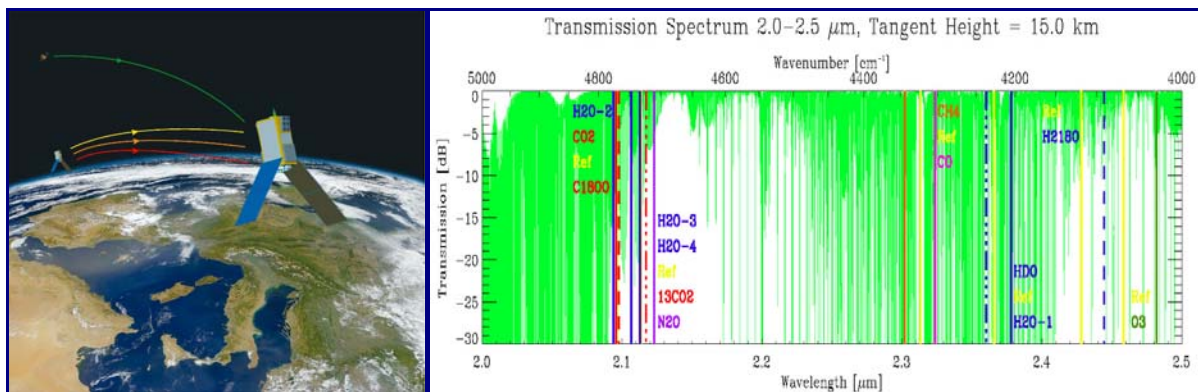 Transmission Spectrum 2.0-2.5 μm, Tangent Height = 15.0 km
Wavenumber [cm⁻¹]
5000 4800 4600 4400 4200 4000
Transmission [dB]
0
-5
-10
-15
-20
-25
-30
H2O-2
CO2
Ref
C18OO
H2O-3
H2O-4
Ref
13CO2
N2O
CH4
Ref
CO
HDO
Ref
H2O-1
Ref
H218O
Ref
O3
2.0 2.1 2.2 2.3 2.4 2.5
Wavelength [μm]